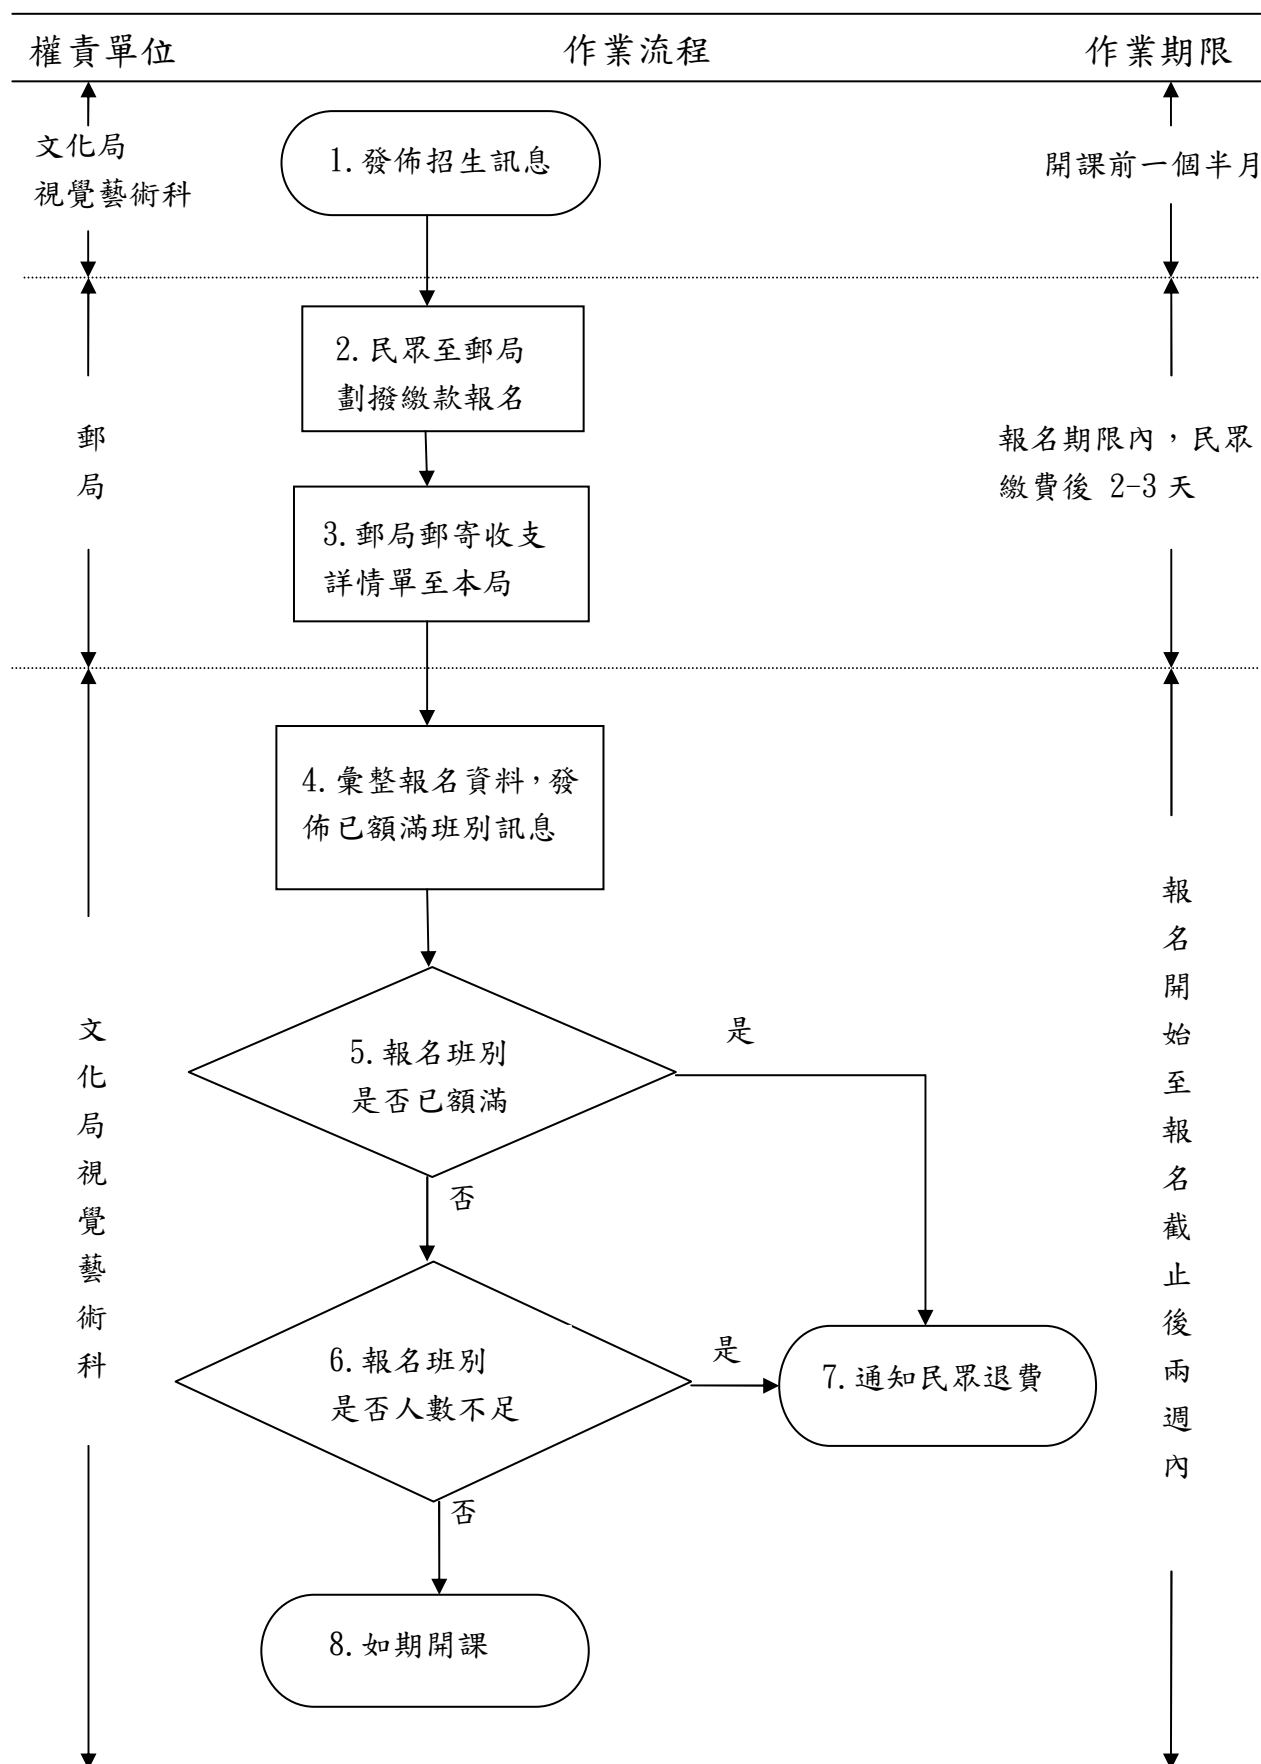 權責單位
作業流程
作業期限
文化局
視覺藝術科
1.發佈招生訊息
開課前一個半月
2.民眾至郵局
劃撥繳款報名
郵局
報名期限內，民眾
繳費後 2-3 天
3.郵局郵寄收支
詳情單至本局
4.彙整報名資料，發
佈已額滿班別訊息
文化局視覺藝術科
報名開始至報名截止後兩週內
5.報名班別
是否已額滿
是
否
6.報名班別
是否人數不足
是
7.通知民眾退費
否
8.如期開課